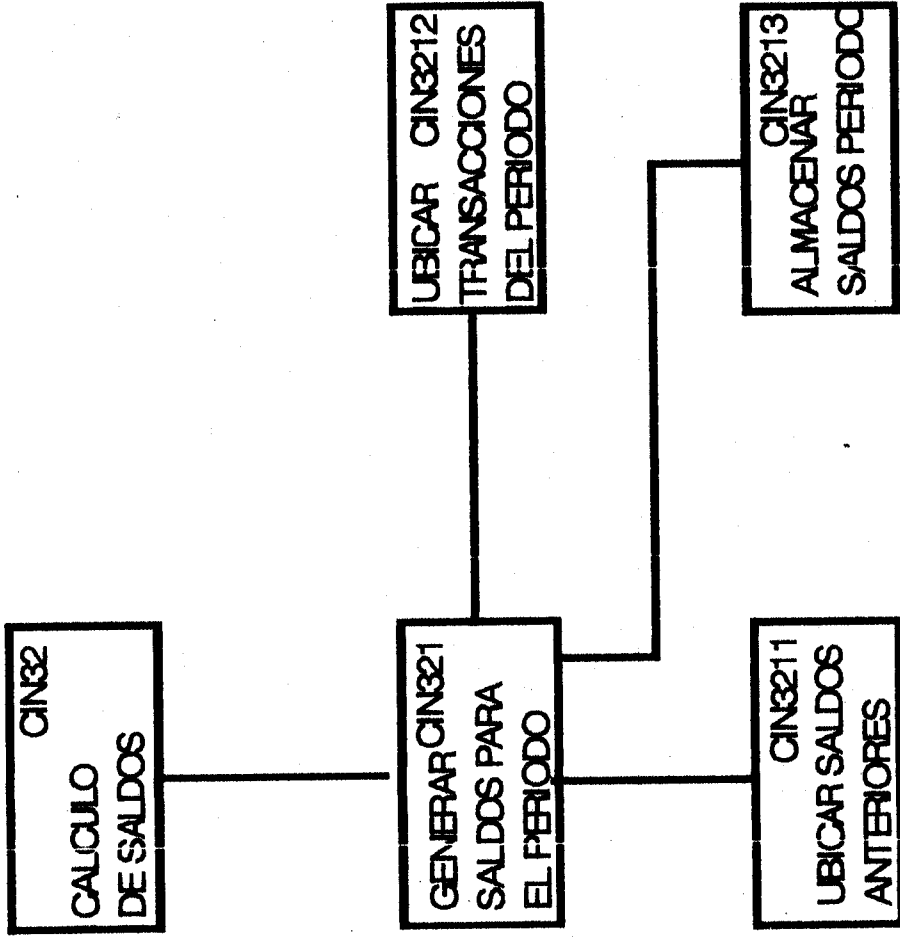 CIN32
CALCULO
DE SALDOS
GENERAR CIN321
SALDOS PARA
EL PERIODO
UBICAR CIN3212
TRANSACCIONES
DEL PERIODO
CIN3211
UBICAR SALDOS
ANTERIORES
CIN3213
ALMACENAR
SALDOS PERIODO